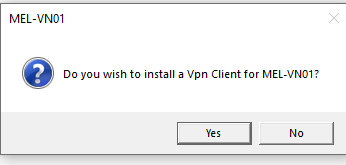 MEL-VN01
Do you wish to install a Vpn Client for MEL-VN01?
Yes
No